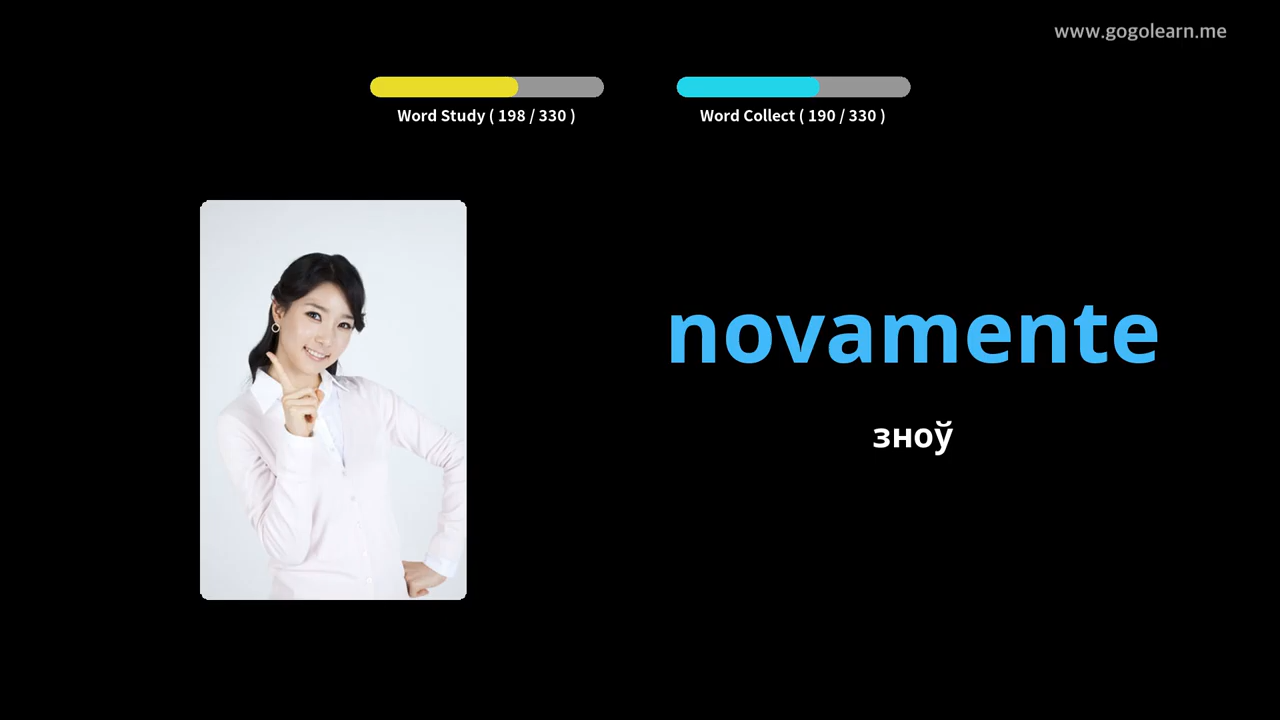 www.gogolearn.me
Word Study ( 198 / 330 )
Word Collect ( 190 / 330 )
novamente
зноў